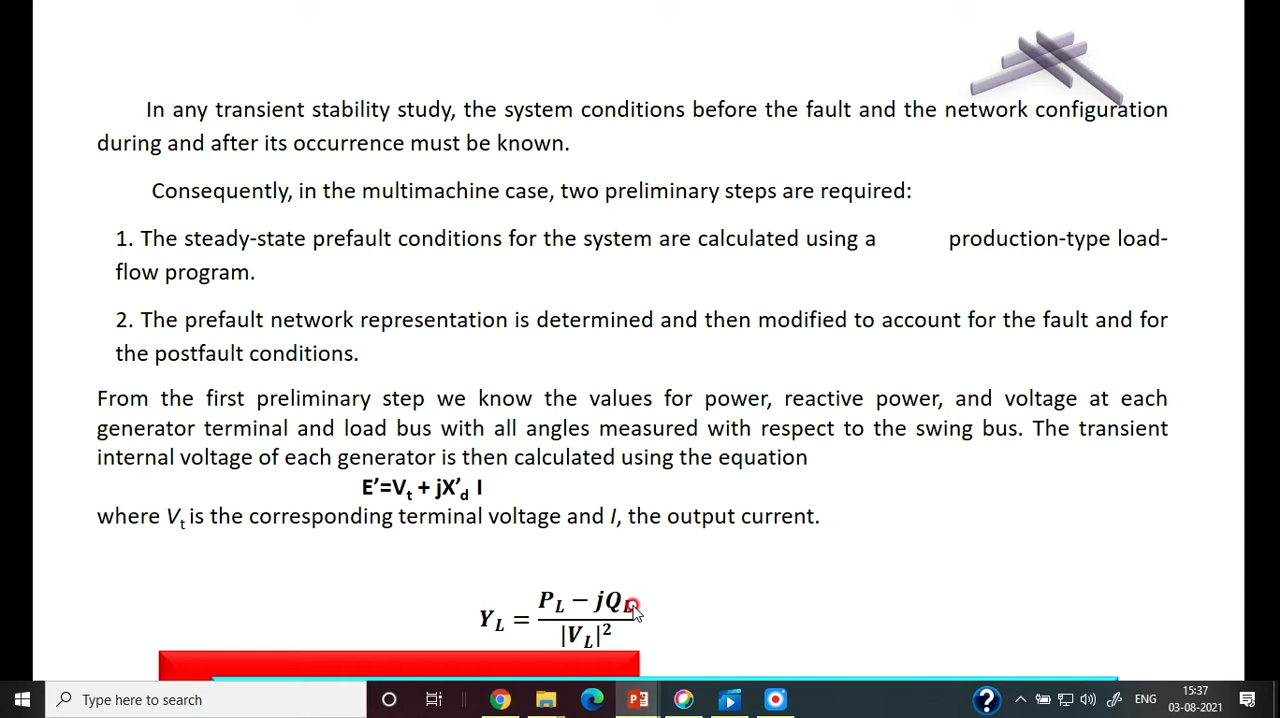 In any transient stability study, the system conditions before the fault and the network configuration
during and after its occurrence must be known.
Consequently, in the multimachine case, two preliminary steps are required:
1. The steady-state prefault conditions for the system are calculated using a production-type load-
flow program.
2. The prefault network representation is determined and then modified to account for the fault and for
the postfault conditions.
From the first preliminary step we know the values for power, reactive power, and voltage at each
generator terminal and load bus with all angles measured with respect to the swing bus. The transient
internal voltage of each generator is then calculated using the equation
E’=Vt + jX’d I
where Vt is the corresponding terminal voltage and I, the output current.
Y_L = (P_L − jQ_L) / |V_L|²
Type here to search
ENG
15:37
03-08-2021